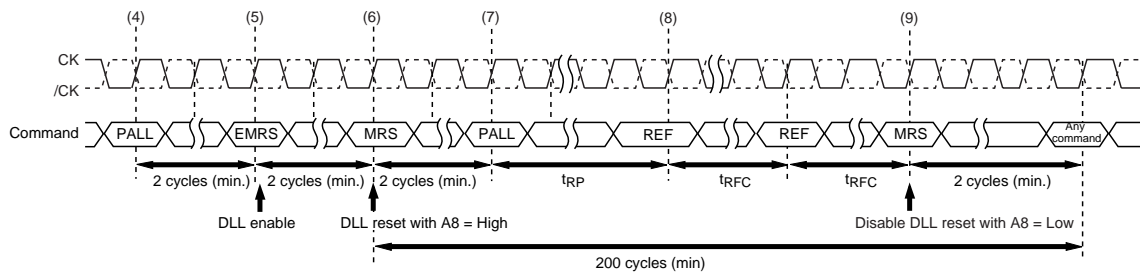 (4) (5) (6) (7) (8) (9)
CK
/CK
Command PALL EMRS MRS PALL REF REF MRS Any command
2 cycles (min.) 2 cycles (min.) 2 cycles (min.) tRP tRFC tRFC 2 cycles (min.)
DLL enable DLL reset with A8 = High Disable DLL reset with A8 = Low
200 cycles (min)